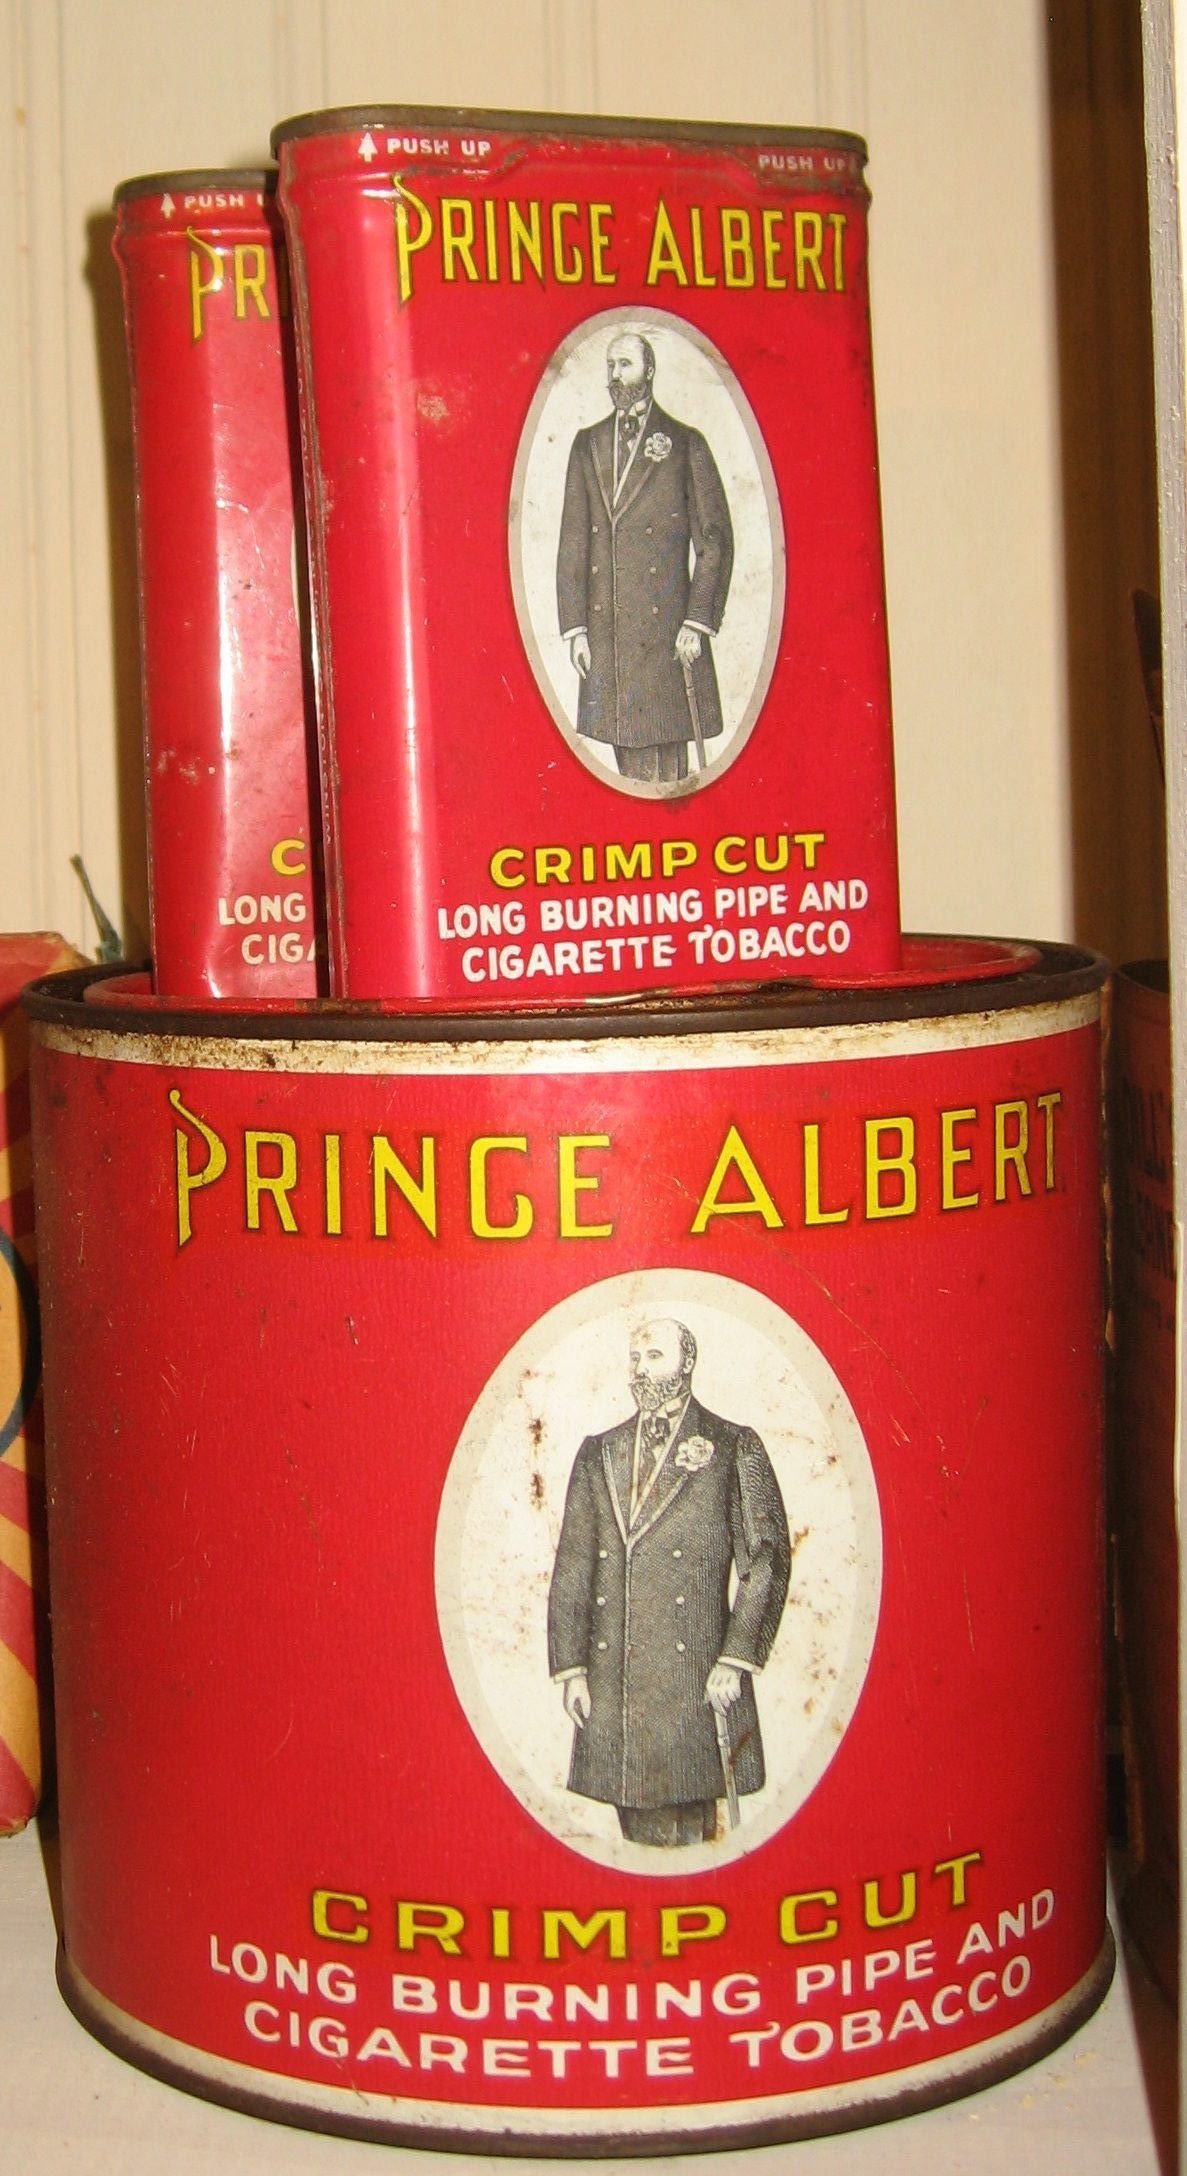 PUSH UP
PUSH UP
PRINCE ALBERT
CRIMP CUT
LONG BURNING PIPE AND
CIGARETTE TOBACCO
PUSH
PR
C
LONG
CIGA
PRINCE ALBERT
CRIMP CUT
LONG BURNING PIPE AND
CIGARETTE TOBACCO